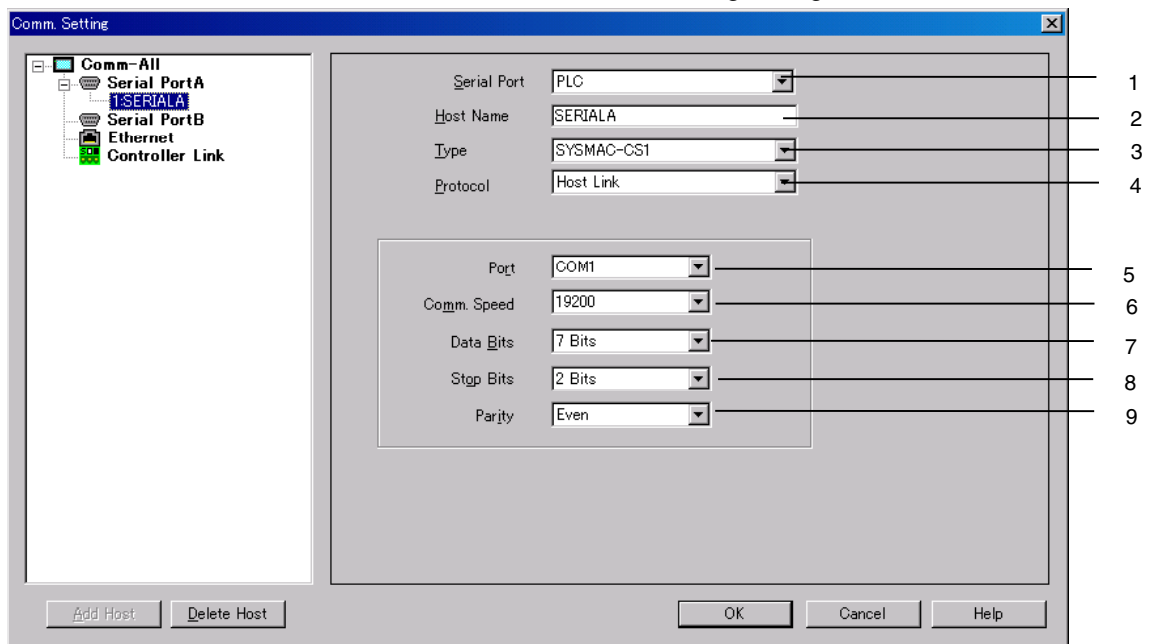 Comm. Setting
Comm-All
Serial PortA
1:SERIALA
Serial PortB
Ethernet
Controller Link
Serial Port PLC 1
Host Name SERIALA 2
Type SYSMAC-CS1 3
Protocol Host Link 4
Port COM1 5
Comm. Speed 19200 6
Data Bits 7 Bits 7
Stop Bits 2 Bits 8
Parity Even 9
Add Host Delete Host OK Cancel Help